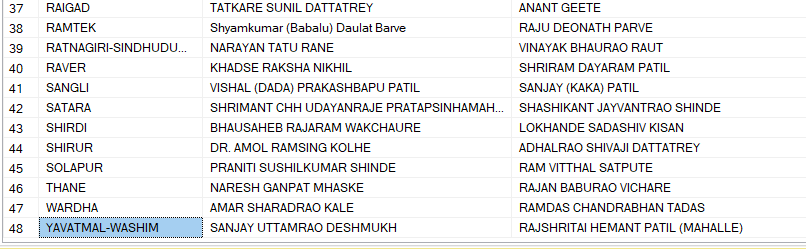 37 RAIGAD TATKARE SUNIL DATTATREY ANANT GEETE
38 RAMTEK Shyamkumar (Babalu) Daulat Barve RAJU DEONATH PARVE
39 RATNAGIRI-SINDHUDU... NARAYAN TATU RANE VINAYAK BHAURAO RAUT
40 RAVER KHADSE RAKSHA NIKHIL SHRIRAM DAYARAM PATIL
41 SANGLI VISHAL (DADA) PRAKASHBAPU PATIL SANJAY (KAKA) PATIL
42 SATARA SHRIMANT CHH UDAYANRAJE PRATAPSINHAMAH... SHASHIKANT JAYVANTRAO SHINDE
43 SHIRDI BHAUSAHEB RAJARAM WAKCHAURE LOKHANDE SADASHIV KISAN
44 SHIRUR DR. AMOL RAMSING KOLHE ADHALRAO SHIVAJI DATTATREY
45 SOLAPUR PRANITI SUSHILKUMAR SHINDE RAM VITTHAL SATPUTE
46 THANE NARESH GANPAT MHASKE RAJAN BABURAO VICHARE
47 WARDHA AMAR SHARADRAO KALE RAMDAS CHANDRABHAN TADAS
48 YAVATMAL-WASHIM SANJAY UTTAMRAO DESHMUKH RAJSHRITAI HEMANT PATIL (MAHALLE)